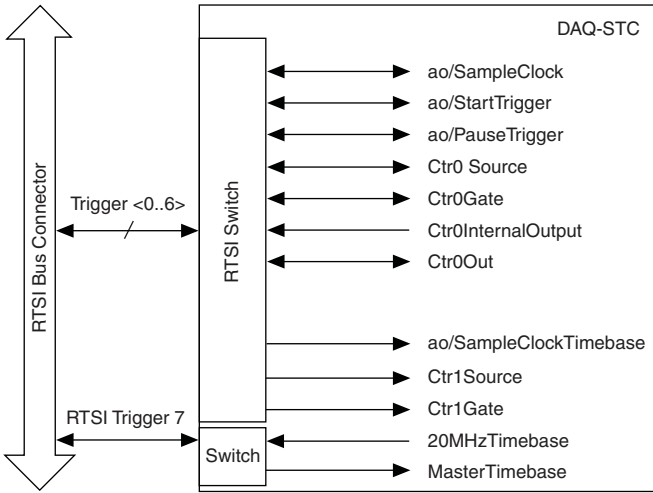 DAQ-STC
RTSI Bus Connector
Trigger <0..6>
RTSI Switch
ao/SampleClock
ao/StartTrigger
ao/PauseTrigger
Ctr0 Source
Ctr0Gate
Ctr0InternalOutput
Ctr0Out
ao/SampleClockTimebase
Ctr1Source
Ctr1Gate
RTSI Trigger 7
Switch
20MHzTimebase
MasterTimebase